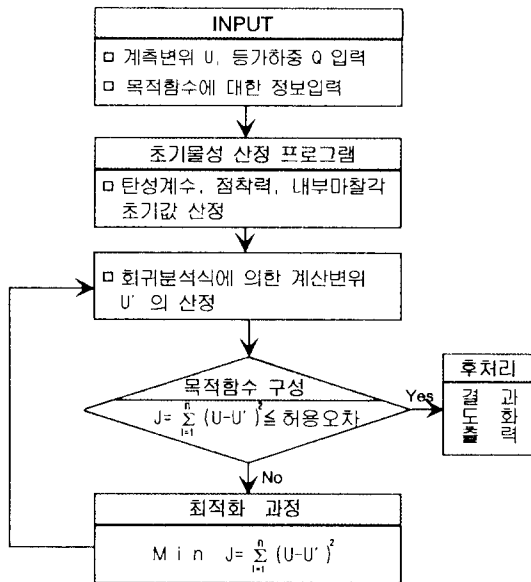 INPUT
□ 계측변위 U, 등가하중 Q 입력
□ 목적함수에 대한 정보입력
초기물성 산정 프로그램
□ 탄성계수, 점착력, 내부마찰각
초기값 산정
□ 회귀분석식에 의한 계산변위
U' 의 산정
목적함수 구성
J= n∑i=1 (U-U')² ≦ 허용오차
Yes
후처리
결 과
도 화
출 력
No
최적화 과정
Min J= n∑i=1 (U-U')²